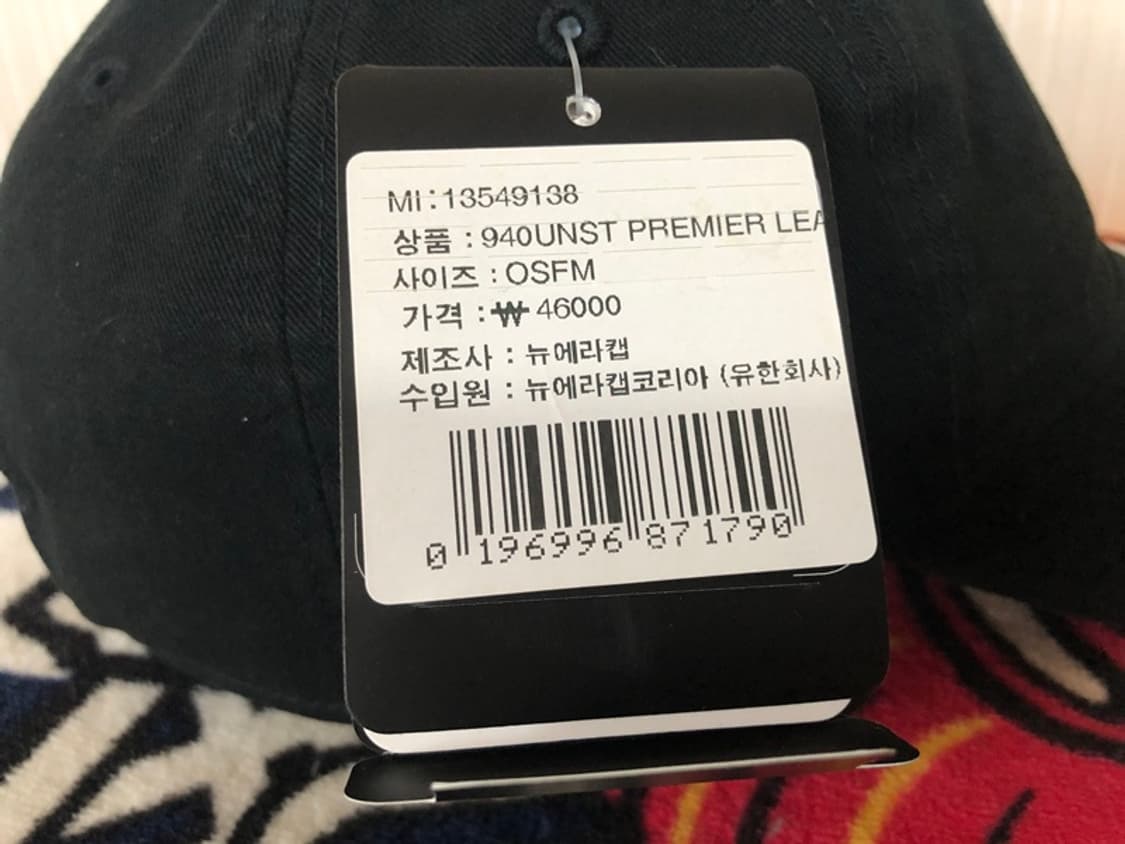 MI:13549138
상품 : 940UNST PREMIER LEA
사이즈 : OSFM
가격 : ₩ 46000
제조사 : 뉴에라캡
수입원 : 뉴에라캡코리아 (유한회사)
0 196996 871790